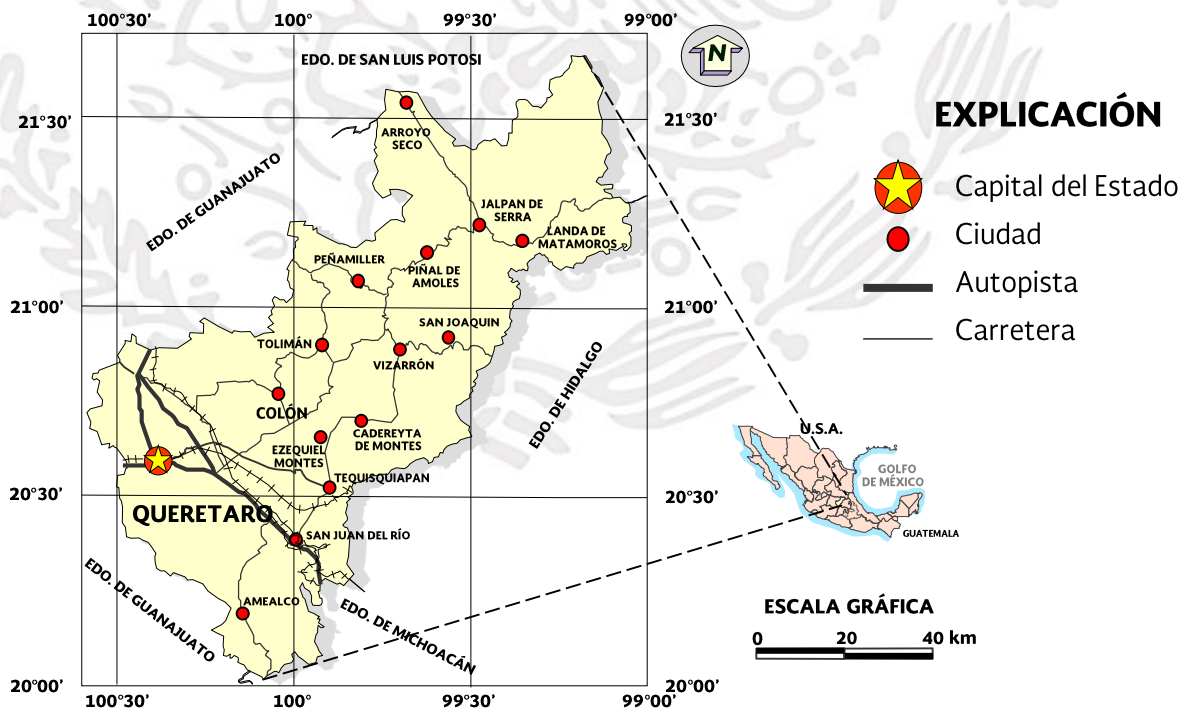 100°30’ 100° 99°30’ 99°00’
EDO. DE SAN LUIS POTOSI
N
21°30’ 21°30’
ARROYO
SECO
EDO. DE GUANAJUATO
JALPAN DE
SERRA
LANDA DE
MATAMOROS
PEÑAMILLER
PIÑAL DE
AMOLES
21°00’ 21°00’
SAN JOAQUIN
TOLIMÁN
VIZARRÓN
EDO. DE HIDALGO
COLÓN
CADEREYTA
DE MONTES
EZEQUIEL
MONTES
TEQUISQUIAPAN
20°30’ 20°30’
QUERETARO
SAN JUAN DEL RÍO
EDO. DE GUANAJUATO
AMEALCO
EDO. DE MICHOACÁN
20°00’ 20°00’
100°30’ 100° 99°30’ 99°00’
EXPLICACIÓN
Capital del Estado
Ciudad
Autopista
Carretera
U.S.A.
GOLFO
DE MÉXICO
GUATEMALA
ESCALA GRÁFICA
0 20 40 km